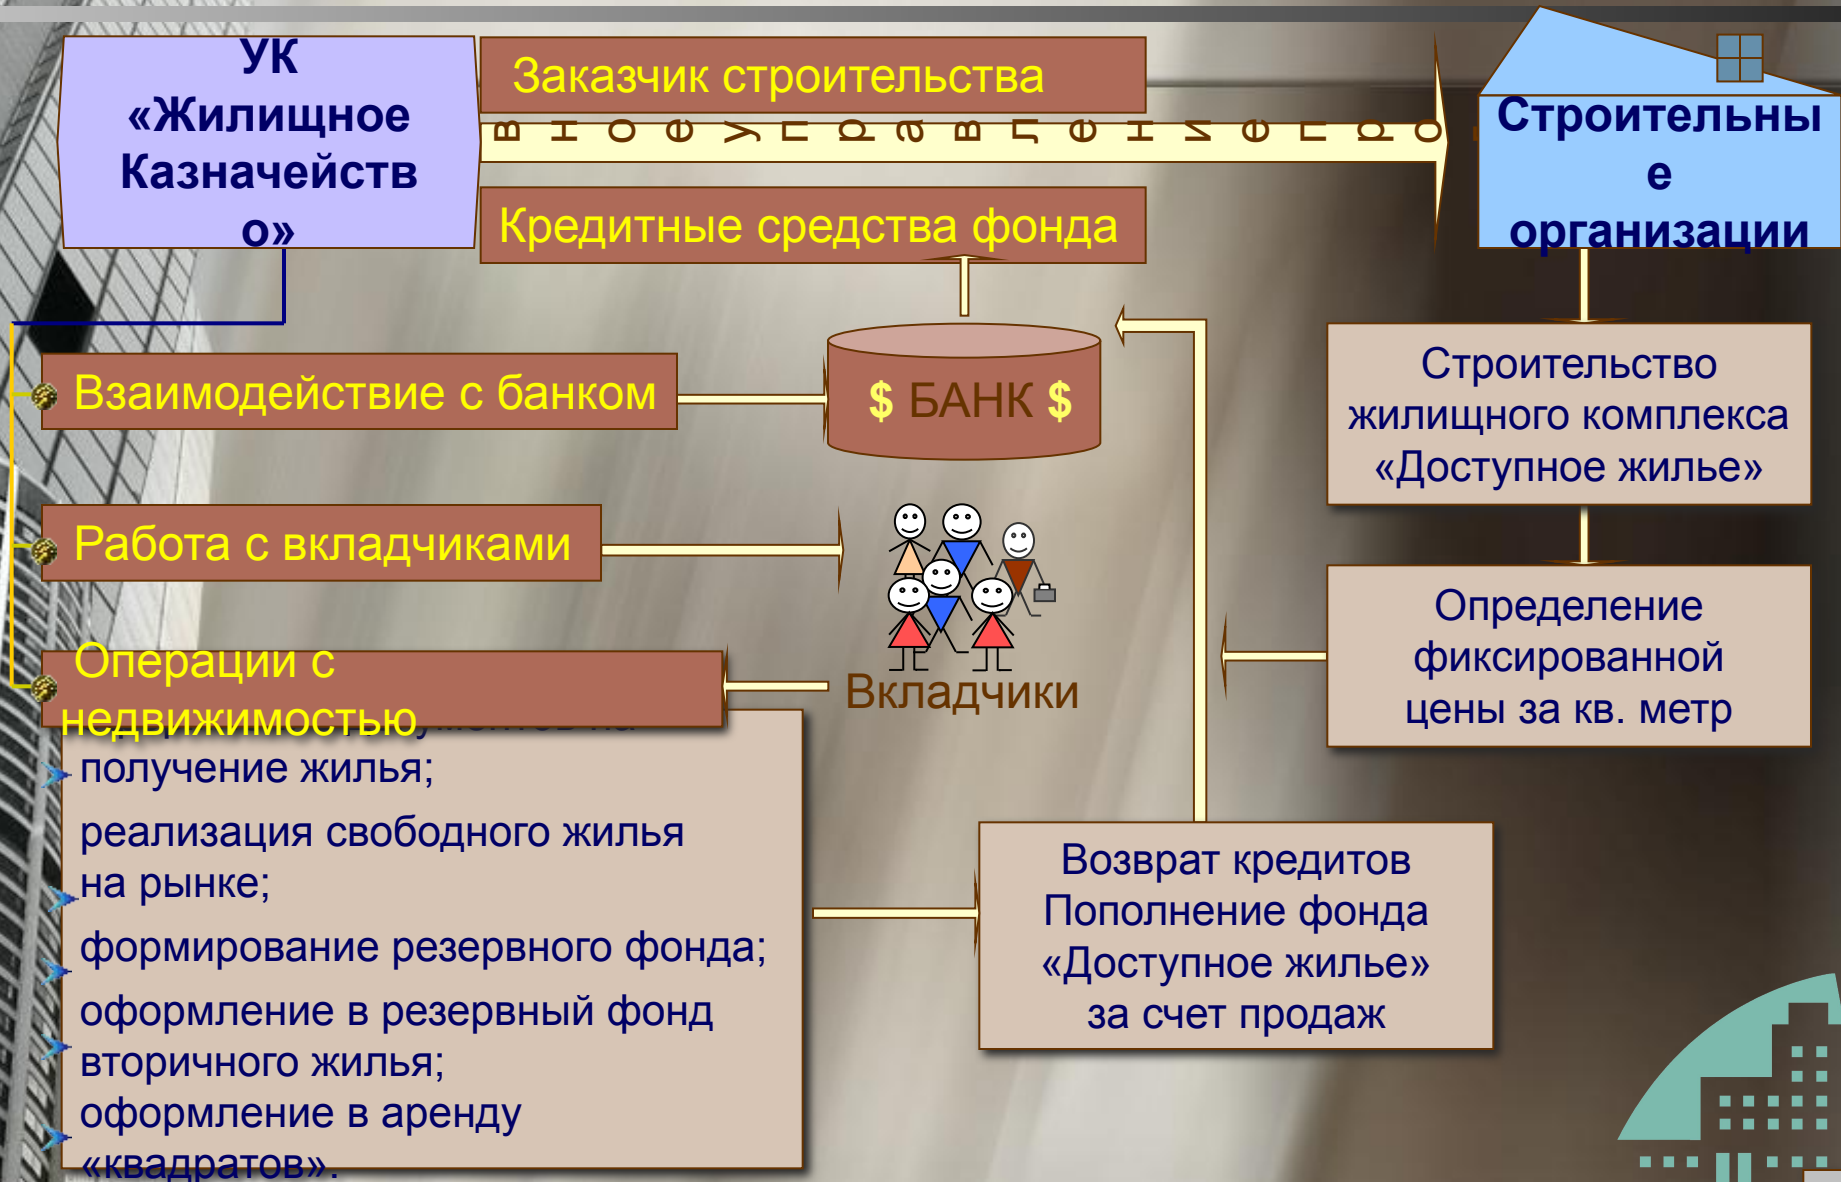 УК
«Жилищное
Казначейств
о»
Заказчик строительства
вноеуправлениепро
Кредитные средства фонда
Строительны
е
организации
Взаимодействие с банком
$ БАНК $
Строительство
жилищного комплекса
«Доступное жилье»
Работа с вкладчиками
Вкладчики
Определение
фиксированной
цены за кв. метр
Операции с
недвижимостью
получение жилья;
реализация свободного жилья
на рынке;
формирование резервного фонда;
оформление в резервный фонд
вторичного жилья;
оформление в аренду
«квадратов».
Возврат кредитов
Пополнение фонда
«Доступное жилье»
за счет продаж